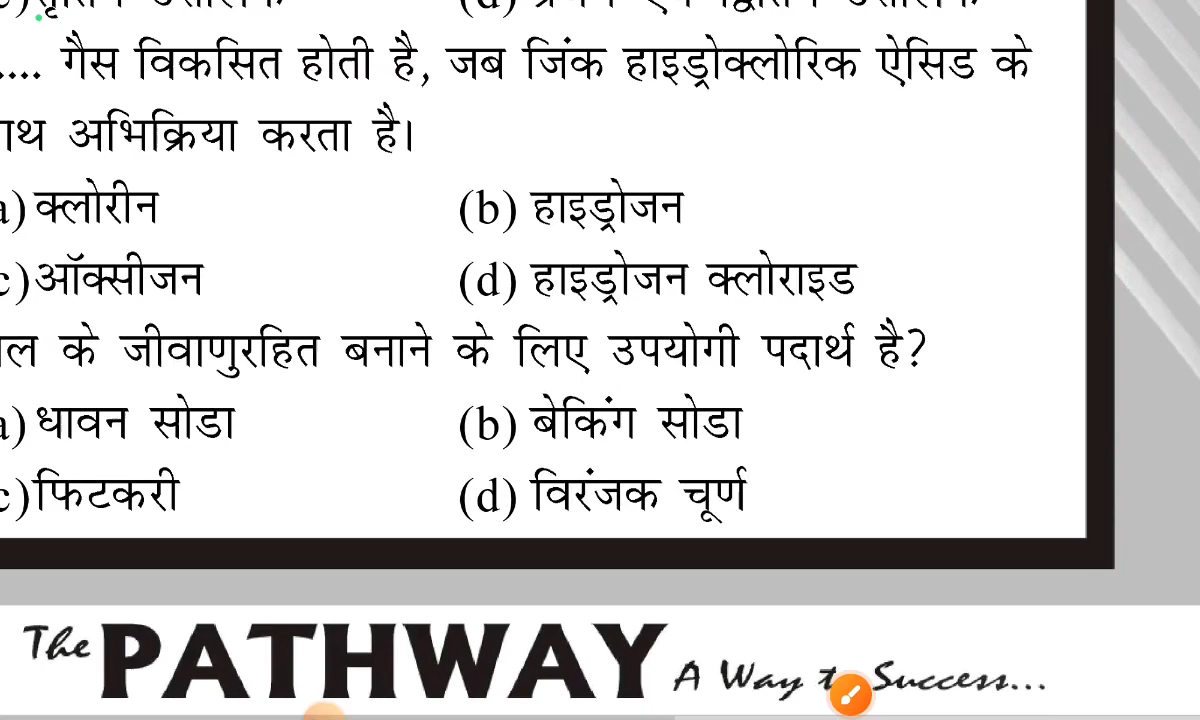 (d)
.... गैस विकसित होती है, जब जिंक हाइड्रोक्लोरिक ऐसिड के
अभिक्रिया करता है।
a) क्लोरीन (b) हाइड्रोजन
c) ऑक्सीजन (d) हाइड्रोजन क्लोराइड
के जीवाणुरहित बनाने के लिए उपयोगी पदार्थ है?
a) धावन सोडा (b) बेकिंग सोडा
c) फिटकरी (d) विरंजक चूर्ण
The PATHWAY A Way to Success...